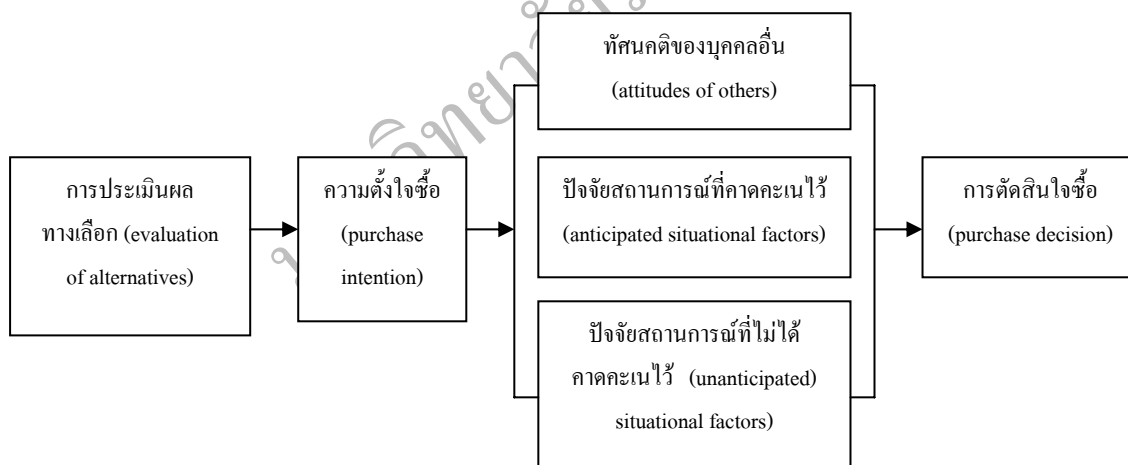 การประเมินผล
ทางเลือก (evaluation
of alternatives)
ความตั้งใจซื้อ
(purchase
intention)
ทัศนคติของบุคคลอื่น
(attitudes of others)
ปัจจัยสถานการณ์ที่คาดคะเนไว้
(anticipated situational factors)
ปัจจัยสถานการณ์ที่ไม่ได้
คาดคะเนไว้ (unanticipated)
situational factors)
การตัดสินใจซื้อ
(purchase decision)